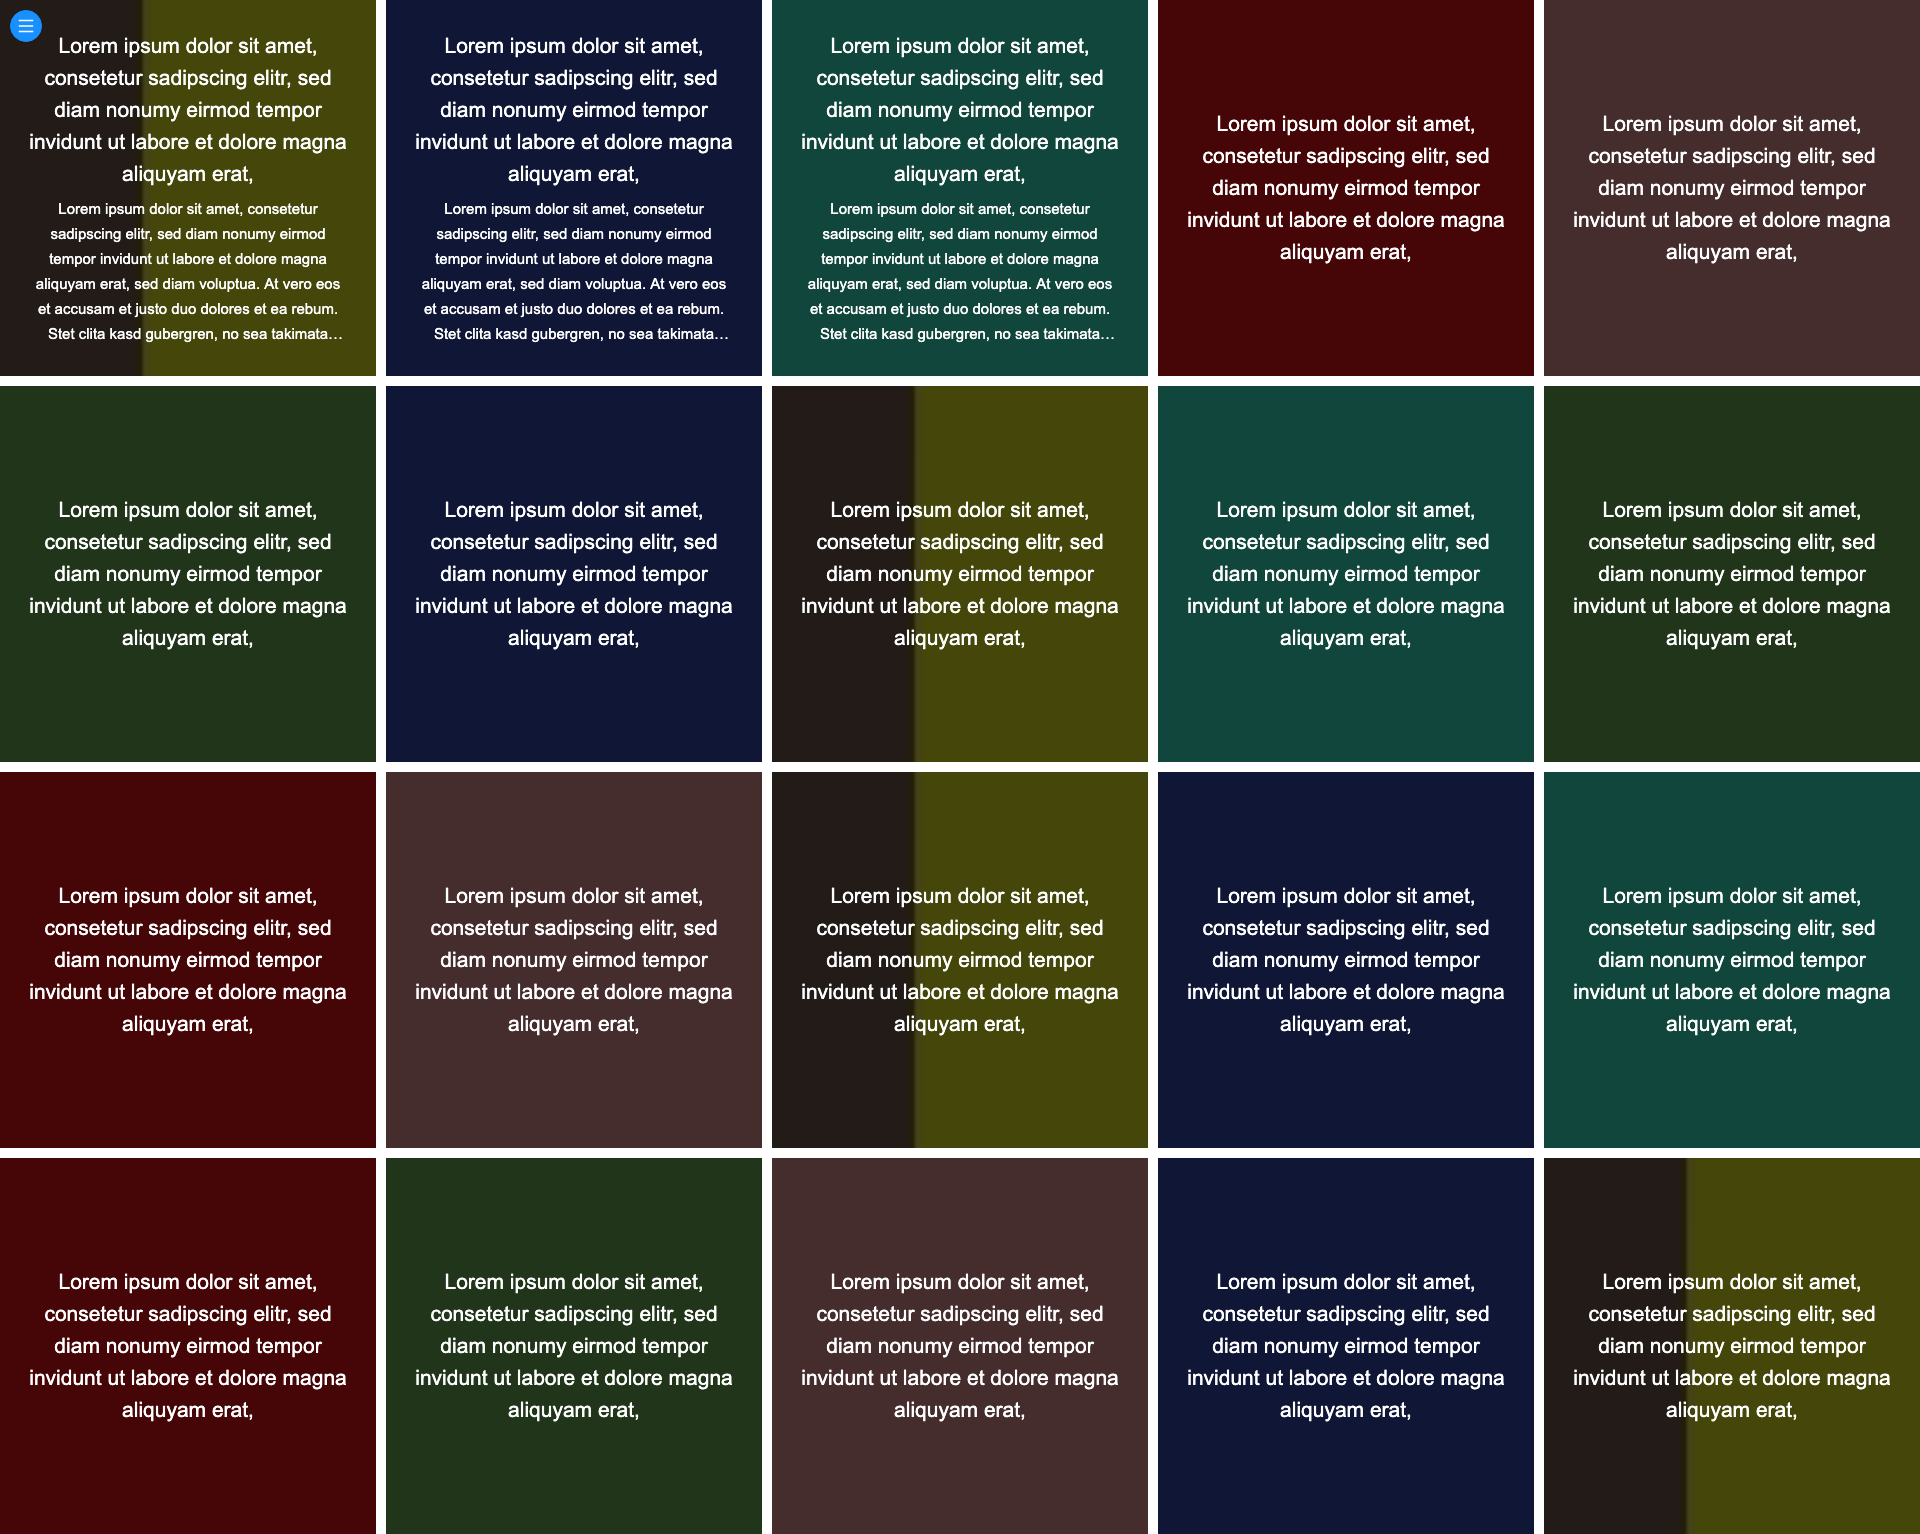 Lorem ipsum dolor sit amet,
consetetur sadipscing elitr, sed
diam nonumy eirmod tempor
invidunt ut labore et dolore magna
aliquyam erat,
Lorem ipsum dolor sit amet, consetetur
sadipscing elitr, sed diam nonumy eirmod
tempor invidunt ut labore et dolore magna
aliquyam erat, sed diam voluptua. At vero eos
et accusam et justo duo dolores et ea rebum.
Stet clita kasd gubergren, no sea takimata…
Lorem ipsum dolor sit amet,
consetetur sadipscing elitr, sed
diam nonumy eirmod tempor
invidunt ut labore et dolore magna
aliquyam erat,
Lorem ipsum dolor sit amet, consetetur
sadipscing elitr, sed diam nonumy eirmod
tempor invidunt ut labore et dolore magna
aliquyam erat, sed diam voluptua. At vero eos
et accusam et justo duo dolores et ea rebum.
Stet clita kasd gubergren, no sea takimata…
Lorem ipsum dolor sit amet,
consetetur sadipscing elitr, sed
diam nonumy eirmod tempor
invidunt ut labore et dolore magna
aliquyam erat,
Lorem ipsum dolor sit amet, consetetur
sadipscing elitr, sed diam nonumy eirmod
tempor invidunt ut labore et dolore magna
aliquyam erat, sed diam voluptua. At vero eos
et accusam et justo duo dolores et ea rebum.
Stet clita kasd gubergren, no sea takimata…
Lorem ipsum dolor sit amet,
consetetur sadipscing elitr, sed
diam nonumy eirmod tempor
invidunt ut labore et dolore magna
aliquyam erat,
Lorem ipsum dolor sit amet,
consetetur sadipscing elitr, sed
diam nonumy eirmod tempor
invidunt ut labore et dolore magna
aliquyam erat,
Lorem ipsum dolor sit amet,
consetetur sadipscing elitr, sed
diam nonumy eirmod tempor
invidunt ut labore et dolore magna
aliquyam erat,
Lorem ipsum dolor sit amet,
consetetur sadipscing elitr, sed
diam nonumy eirmod tempor
invidunt ut labore et dolore magna
aliquyam erat,
Lorem ipsum dolor sit amet,
consetetur sadipscing elitr, sed
diam nonumy eirmod tempor
invidunt ut labore et dolore magna
aliquyam erat,
Lorem ipsum dolor sit amet,
consetetur sadipscing elitr, sed
diam nonumy eirmod tempor
invidunt ut labore et dolore magna
aliquyam erat,
Lorem ipsum dolor sit amet,
consetetur sadipscing elitr, sed
diam nonumy eirmod tempor
invidunt ut labore et dolore magna
aliquyam erat,
Lorem ipsum dolor sit amet,
consetetur sadipscing elitr, sed
diam nonumy eirmod tempor
invidunt ut labore et dolore magna
aliquyam erat,
Lorem ipsum dolor sit amet,
consetetur sadipscing elitr, sed
diam nonumy eirmod tempor
invidunt ut labore et dolore magna
aliquyam erat,
Lorem ipsum dolor sit amet,
consetetur sadipscing elitr, sed
diam nonumy eirmod tempor
invidunt ut labore et dolore magna
aliquyam erat,
Lorem ipsum dolor sit amet,
consetetur sadipscing elitr, sed
diam nonumy eirmod tempor
invidunt ut labore et dolore magna
aliquyam erat,
Lorem ipsum dolor sit amet,
consetetur sadipscing elitr, sed
diam nonumy eirmod tempor
invidunt ut labore et dolore magna
aliquyam erat,
Lorem ipsum dolor sit amet,
consetetur sadipscing elitr, sed
diam nonumy eirmod tempor
invidunt ut labore et dolore magna
aliquyam erat,
Lorem ipsum dolor sit amet,
consetetur sadipscing elitr, sed
diam nonumy eirmod tempor
invidunt ut labore et dolore magna
aliquyam erat,
Lorem ipsum dolor sit amet,
consetetur sadipscing elitr, sed
diam nonumy eirmod tempor
invidunt ut labore et dolore magna
aliquyam erat,
Lorem ipsum dolor sit amet,
consetetur sadipscing elitr, sed
diam nonumy eirmod tempor
invidunt ut labore et dolore magna
aliquyam erat,
Lorem ipsum dolor sit amet,
consetetur sadipscing elitr, sed
diam nonumy eirmod tempor
invidunt ut labore et dolore magna
aliquyam erat,